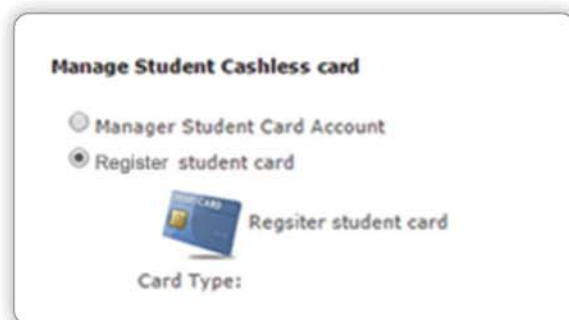 Manage Student Cashless card
Manager Student Card Account
Register student card
Regsiter student card
Card Type: